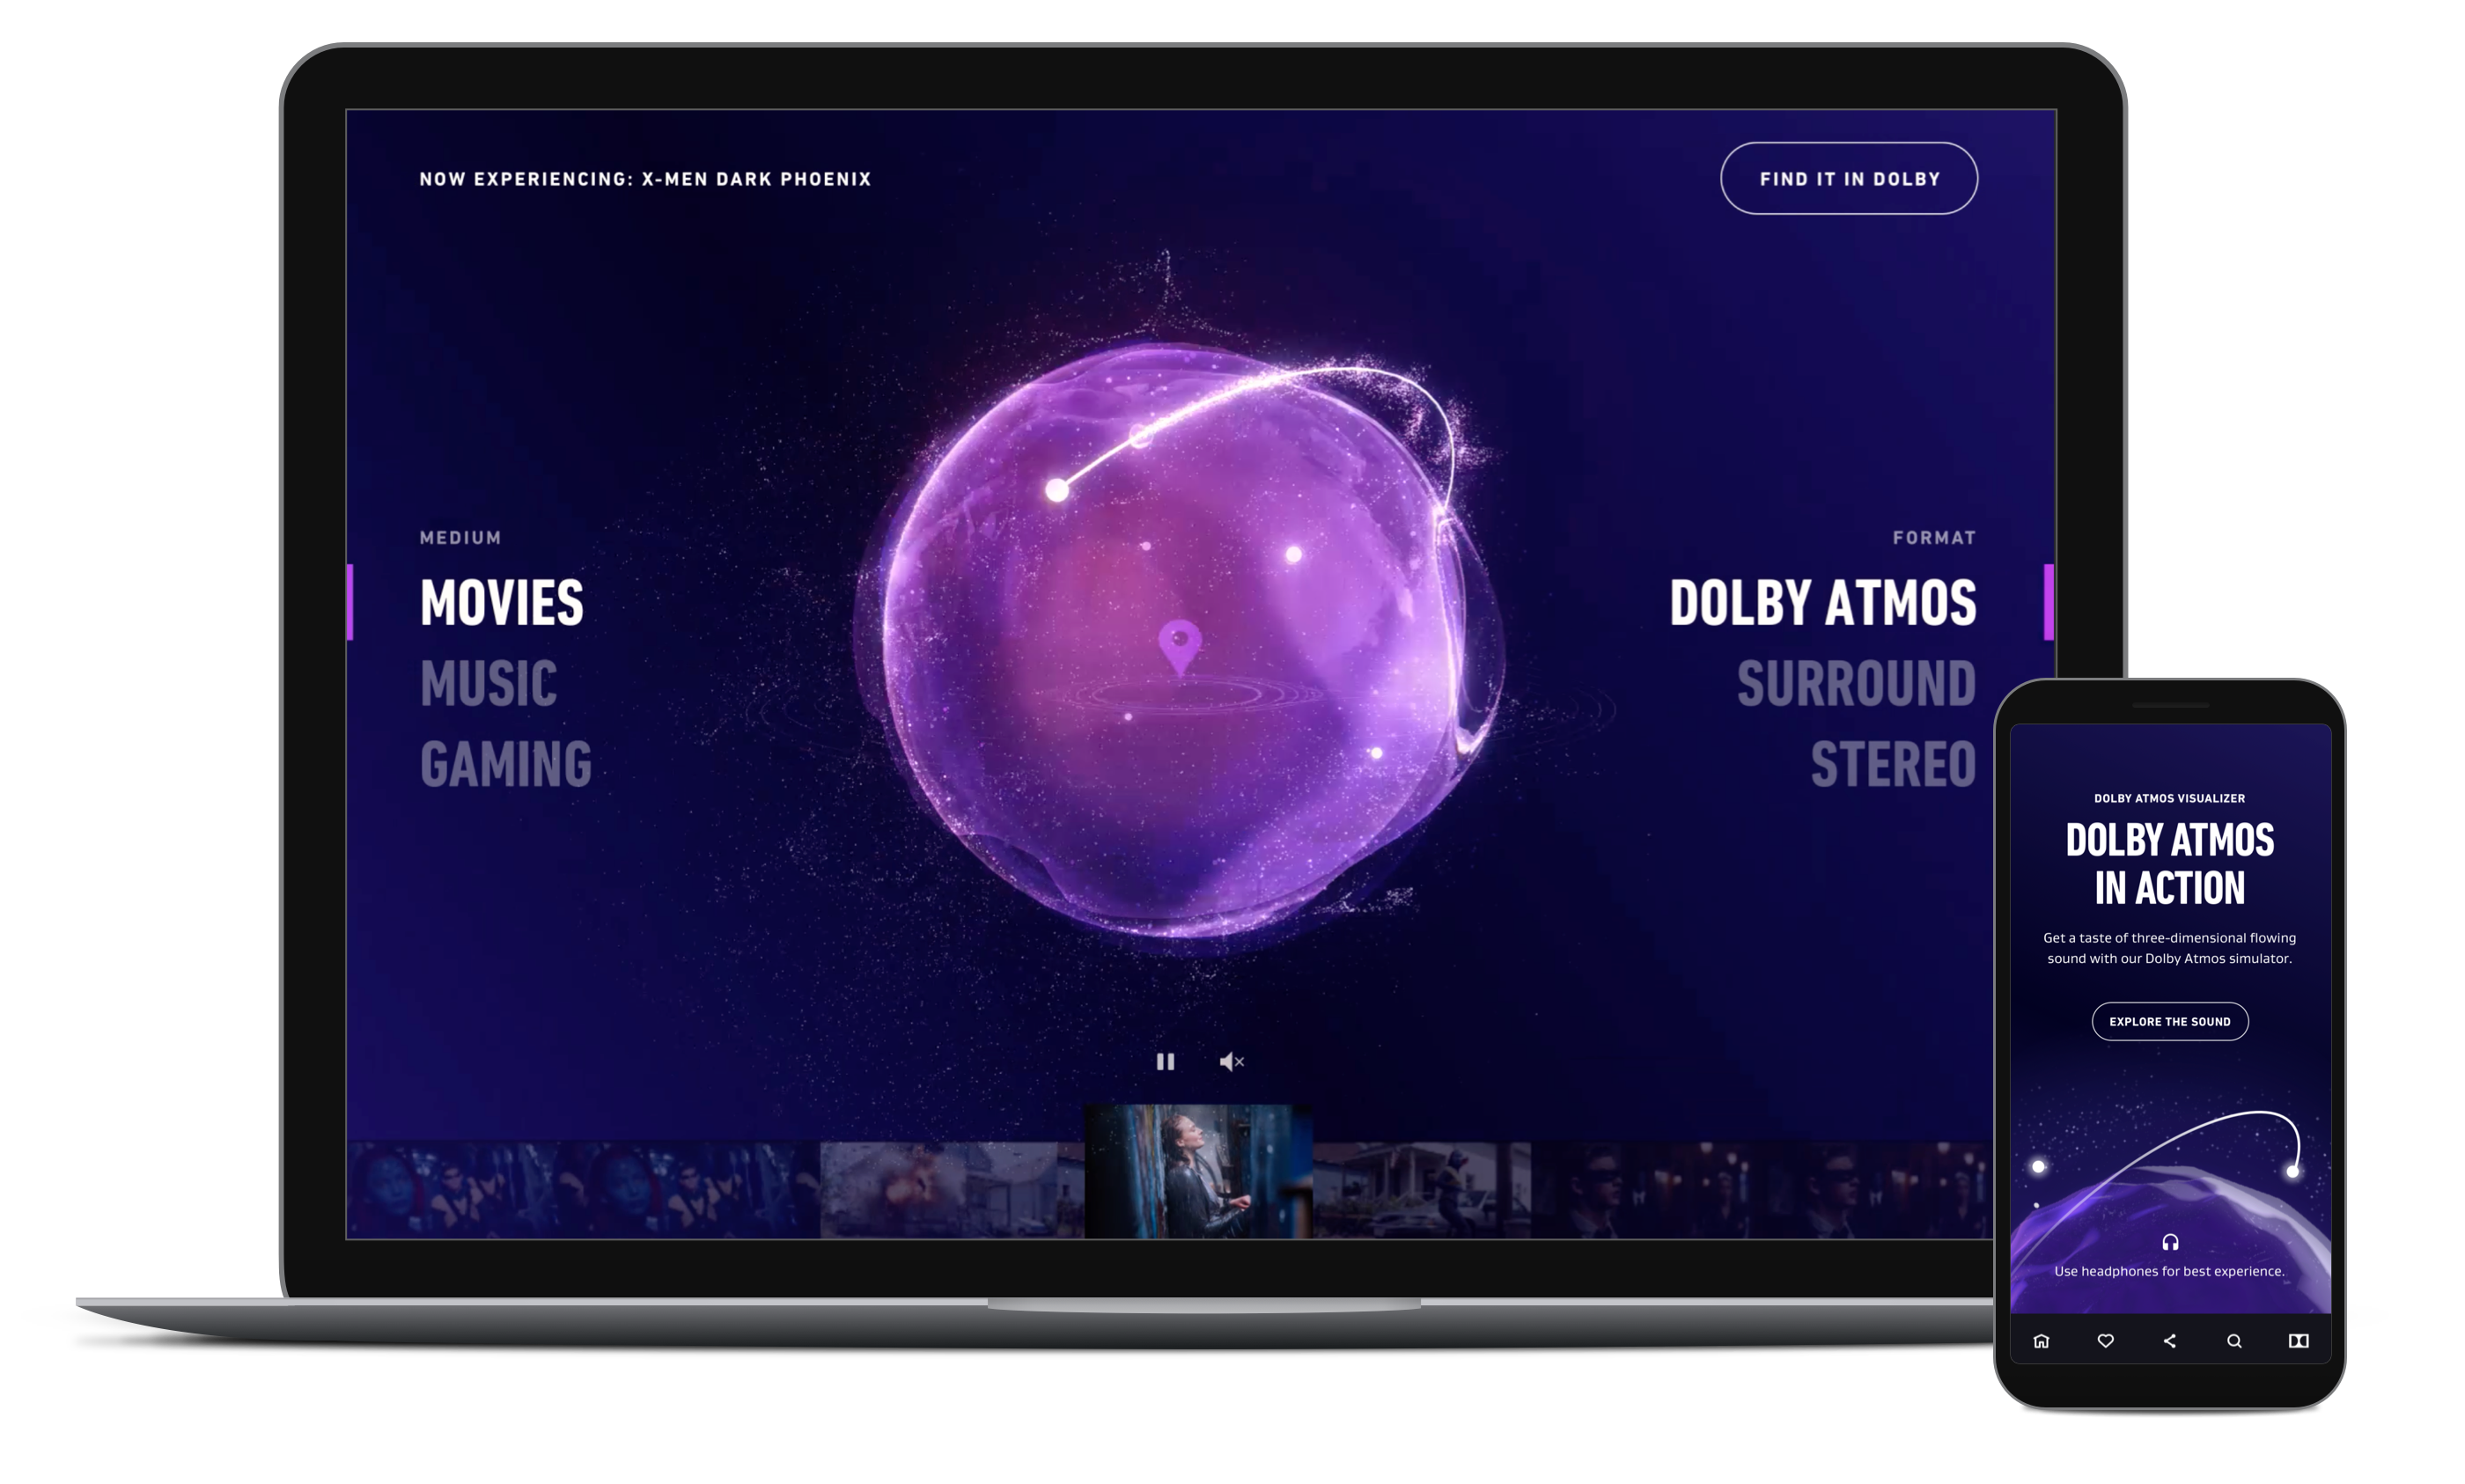 NOW EXPERIENCING: X-MEN DARK PHOENIX
FIND IT IN DOLBY
MEDIUM
MOVIES
MUSIC
GAMING
FORMAT
DOLBY ATMOS
SURROUND
STEREO
DOLBY ATMOS VISUALIZER
DOLBY ATMOS
IN ACTION
Get a taste of three-dimensional flowing
sound with our Dolby Atmos simulator.
EXPLORE THE SOUND
Use headphones for best experience.